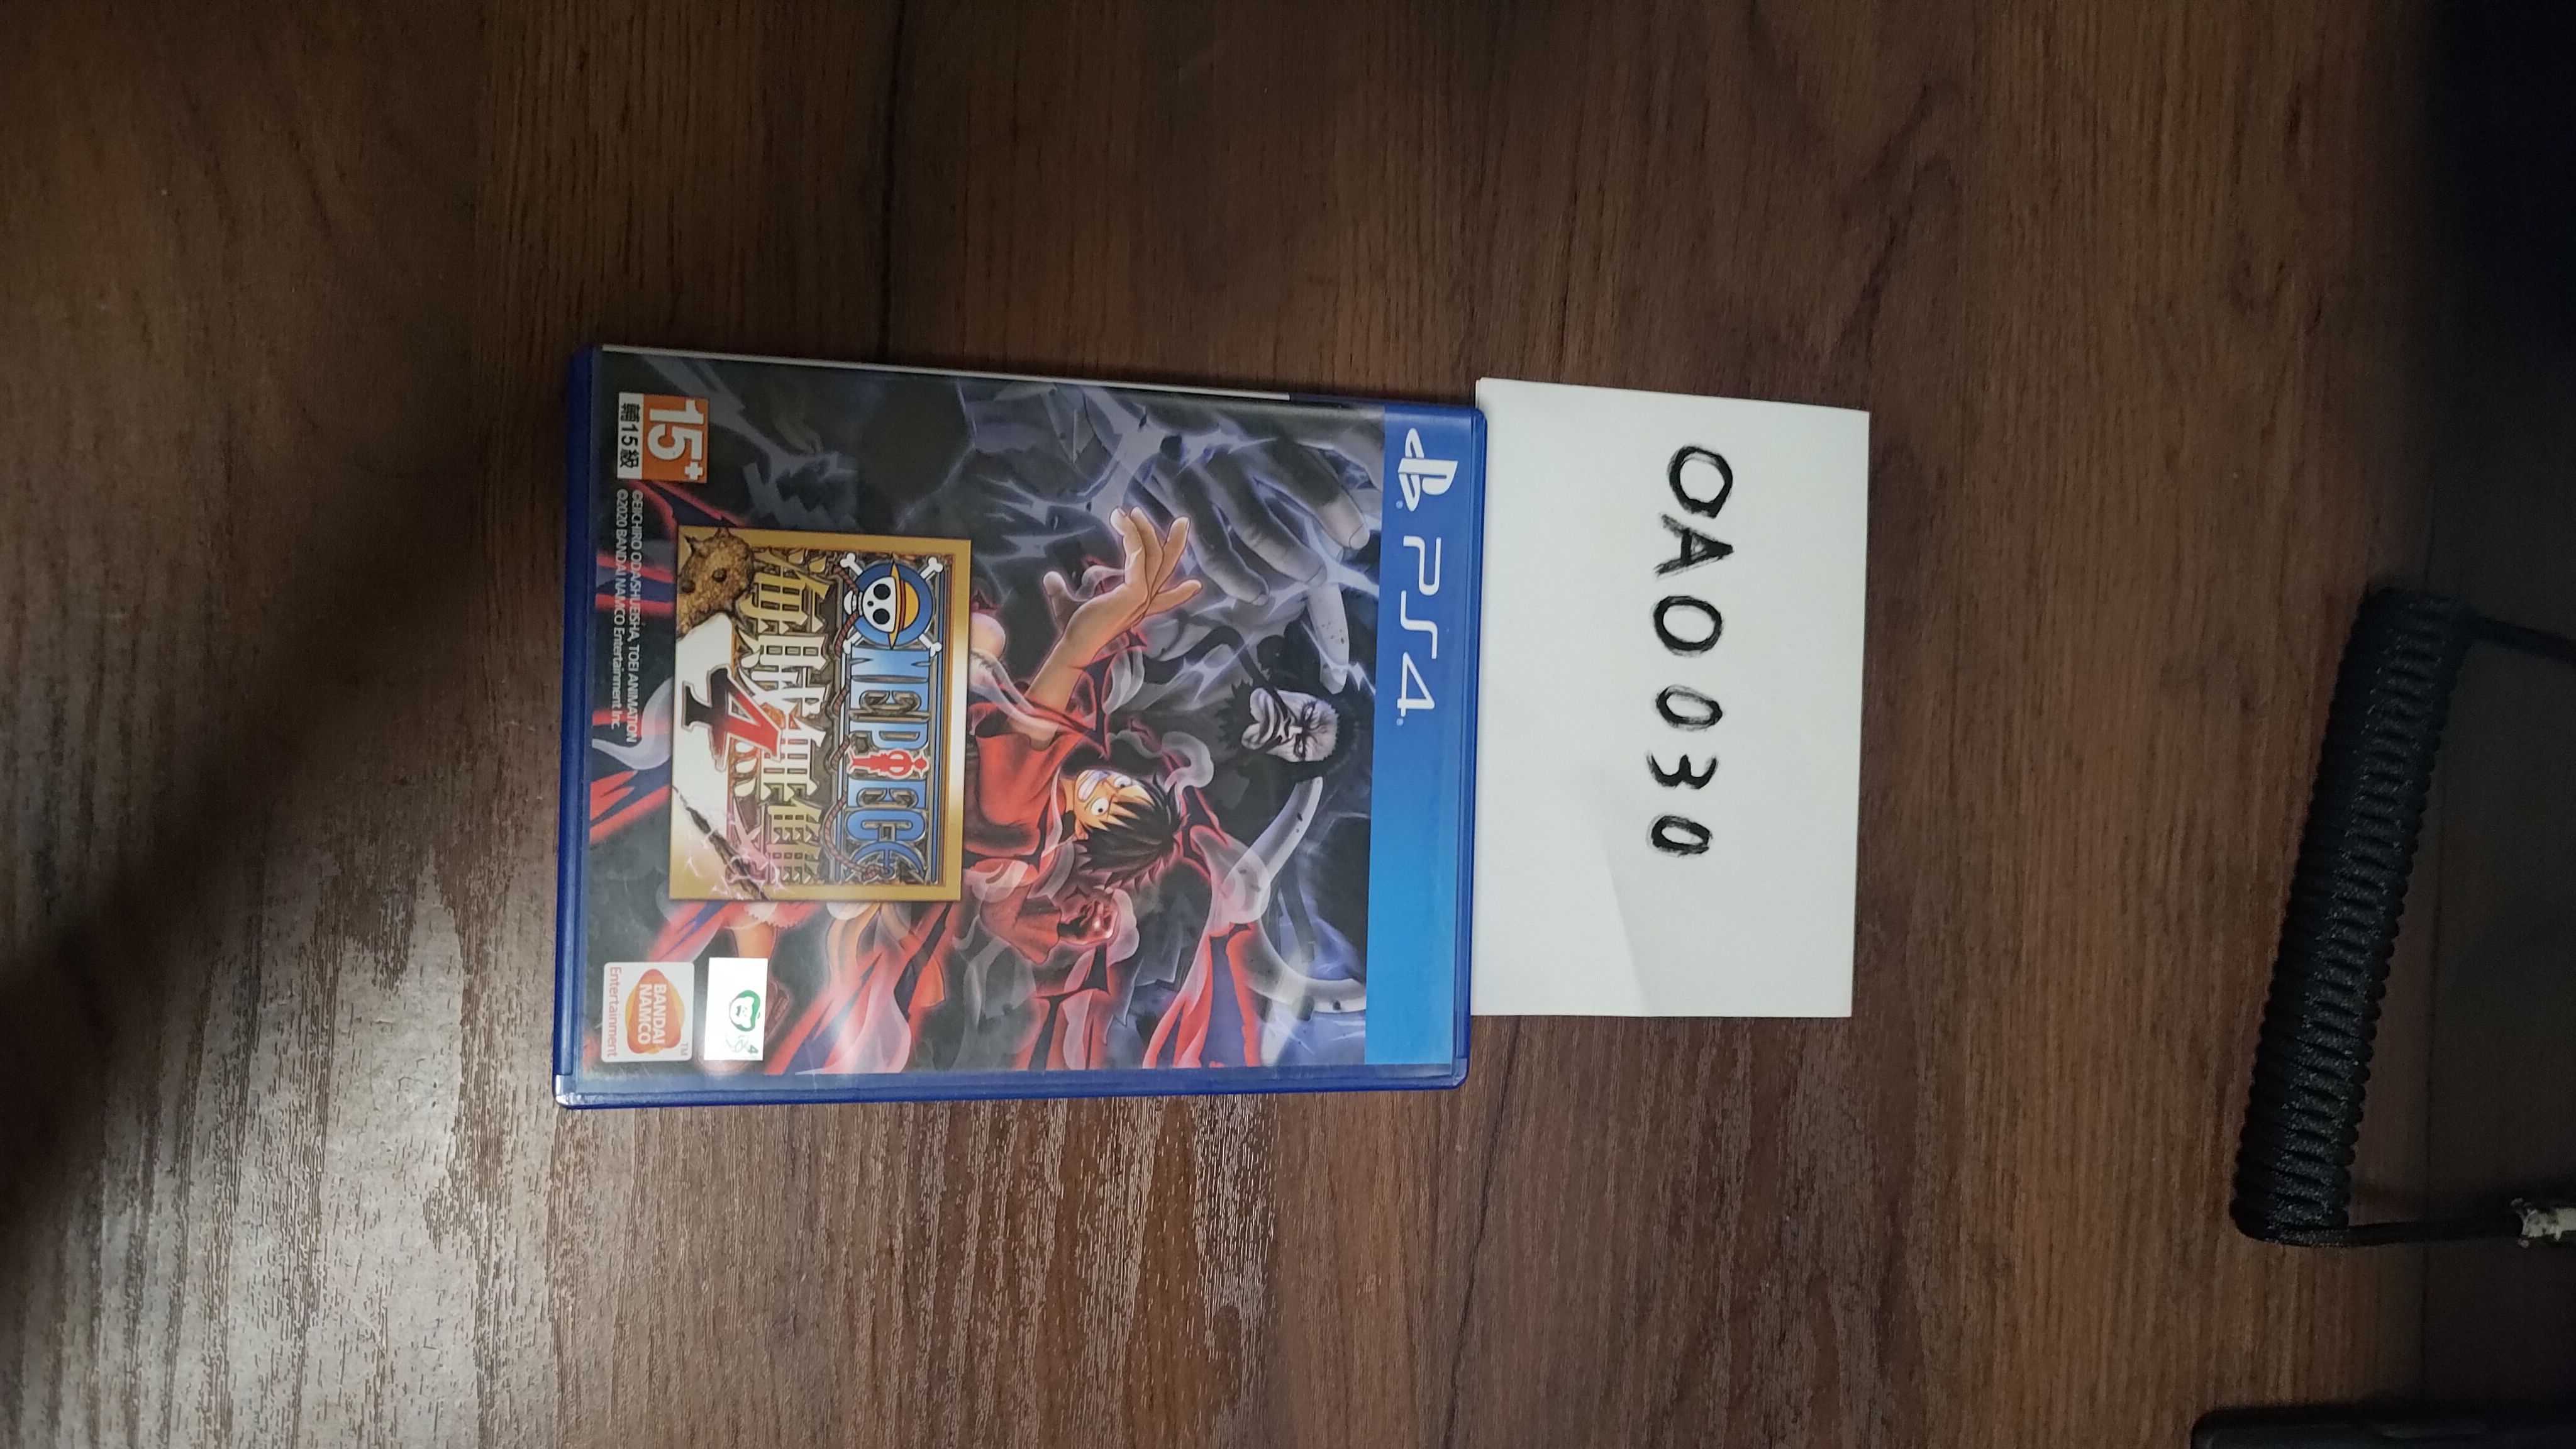 OA0030
PS4
ONE PIECE
海賊無雙
4
15+
輔15級
©EIICHIRO ODA/SHUEISHA, TOEI ANIMATION
©2020 BANDAI NAMCO Entertainment Inc.
BANDAI
NAMCO
Entertainment